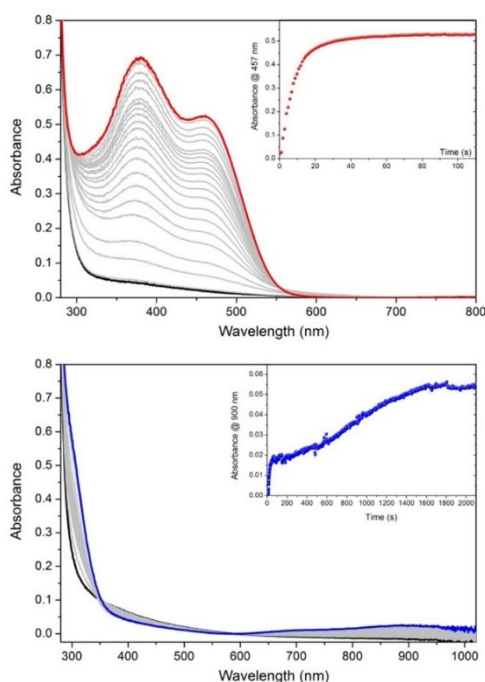 0.8
0.7
0.6
0.5
0.4
0.3
0.2
0.1
0.0
Absorbance
300 400 500 600 700 800
Wavelength (nm)
0.5
0.4
0.3
0.2
0.1
0.0
Absorbance @ 457 nm
Time (s)
0 20 40 60 80 100
0.8
0.7
0.6
0.5
0.4
0.3
0.2
0.1
0.0
Absorbance
300 400 500 600 700 800 900 1000
Wavelength (nm)
0.06
0.05
0.04
0.03
0.02
0.01
0.00
Absorbance @ 900 nm
0 200 400 600 800 1000 1200 1400 1600 1800 2000
Time (s)